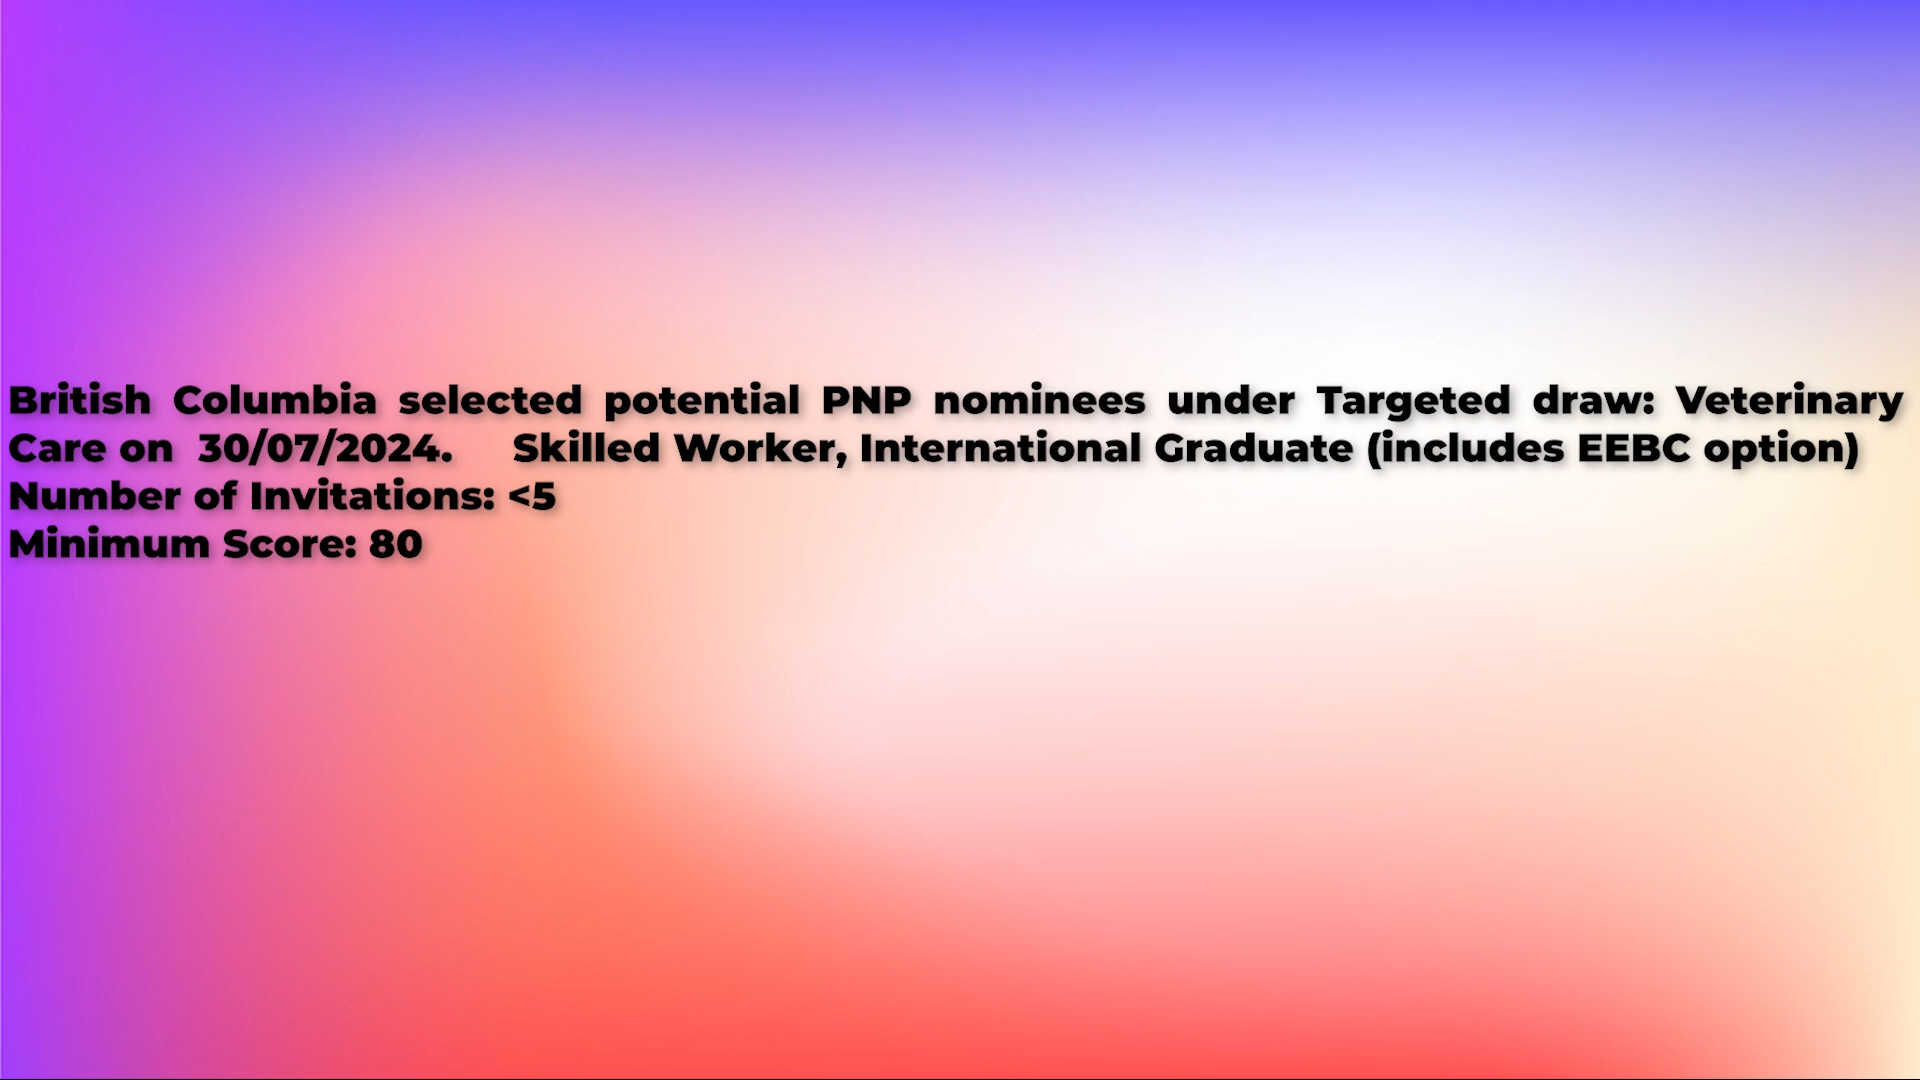 British Columbia selected potential PNP nominees under Targeted draw: Veterinary
Care on 30/07/2024. Skilled Worker, International Graduate (includes EEBC option)
Number of Invitations: <5
Minimum Score: 80